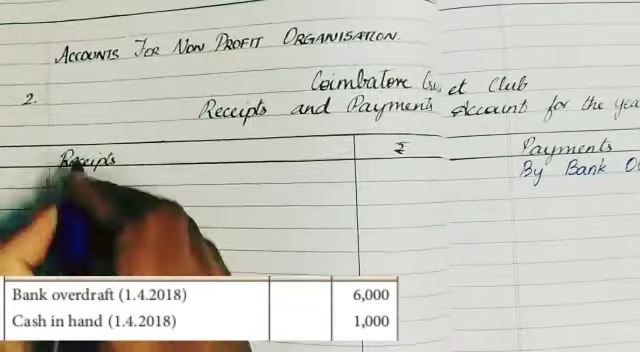 ACCOUNTS FOR NON PROFIT ORGANISATION.
2.
Coimbatore et Club
Receipts and Payments Account for the
Receipts ₹ Payments
By Bank
Bank overdraft (1.4.2018) 6,000
Cash in hand (1.4.2018) 1,000